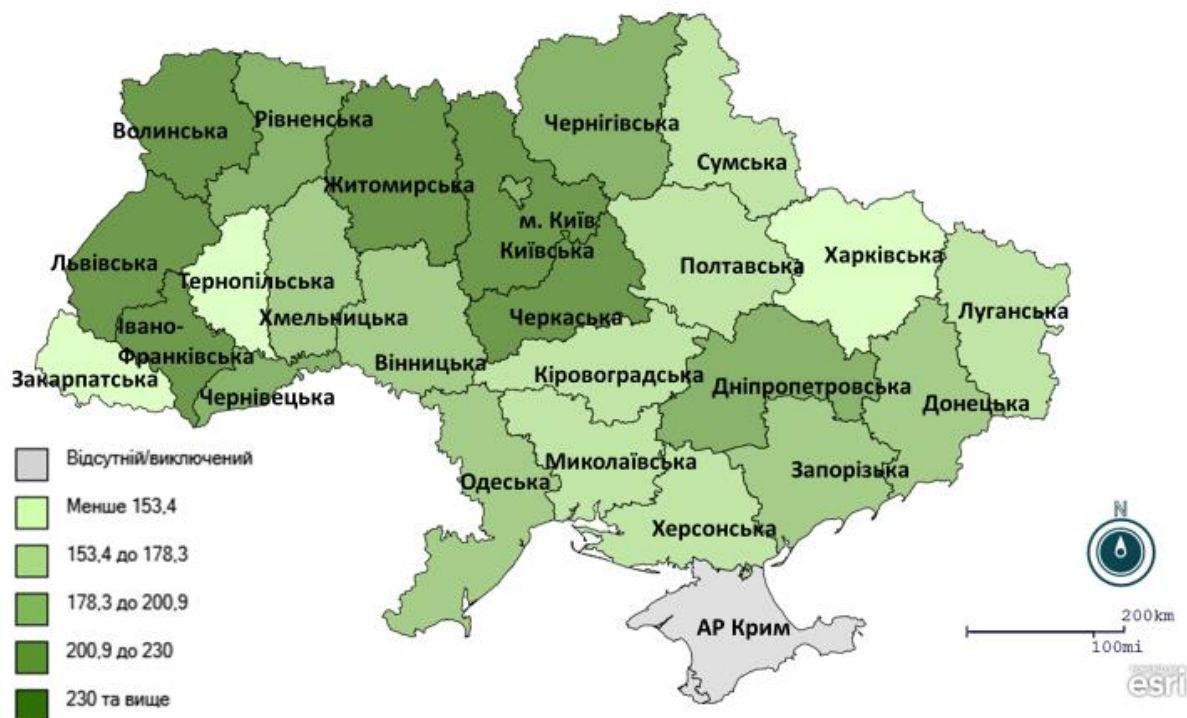 Волинська
Рівненська
Чернігівська
Сумська
Житомирська
м. Київ
Київська
Львівська
Тернопільська
Хмельницька
Полтавська
Харківська
Луганська
Івано-
Франківська
Черкаська
Вінницька
Закарпатська
Чернівецька
Кіровоградська
Дніпропетровська
Донецька
Відсутній/виключений
Менше 153,4
153,4 до 178,3
178,3 до 200,9
200,9 до 230
230 та вище
Одеська
Миколаївська
Запорізька
Херсонська
АР Крим
N
200km
100mi
esri